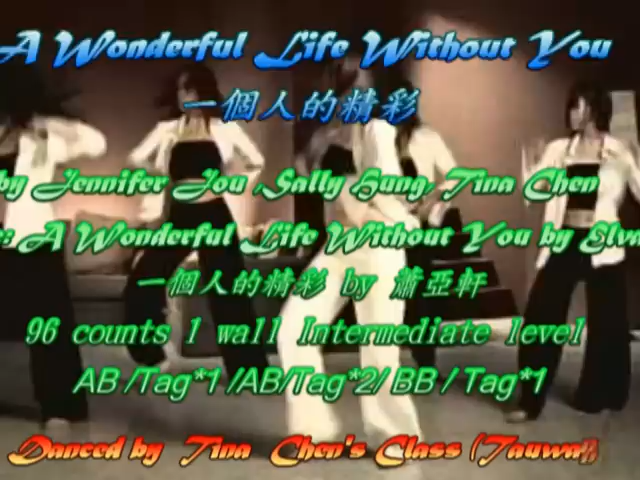 A Wonderful Life Without You
一個人的精彩
by Jennifer Jou ,Sally Hung, Tina Chen
: A Wonderful Life Without You by Elva
一個人的精彩 by 蕭亞軒
96 counts 1 wall Intermediate level
AB /Tag*1 /AB/Tag*2/ BB / Tag*1
Danced by Tina Chen's Class (Tauwa))